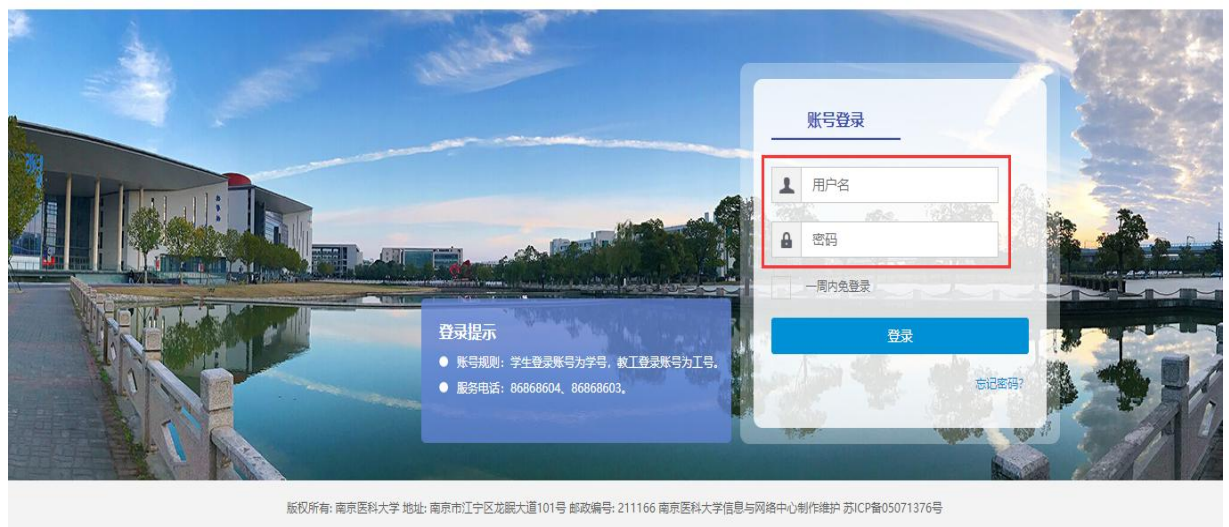 账号登录
用户名
密码
一周内免登录
登录
忘记密码?
登录提示
● 账号规则：学生登录账号为学号，教工登录账号为工号。
● 服务电话：86868604、86868603。
版权所有: 南京医科大学 地址: 南京市江宁区龙眠大道101号 邮政编号: 211166 南京医科大学信息与网络中心制作维护 苏ICP备05071376号